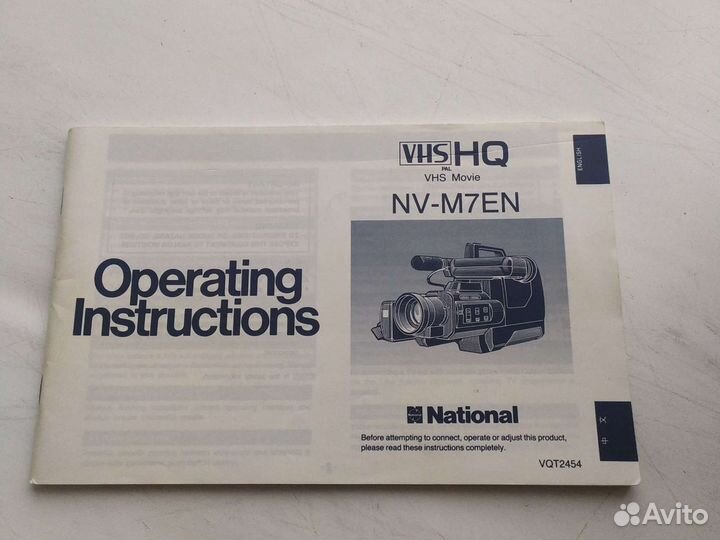 VHS HQ
PAL
VHS Movie
NV-M7EN
ENGLISH
Operating
Instructions
National
Before attempting to connect, operate or adjust this product,
please read these instructions completely.
VQT2454
中文
Avito